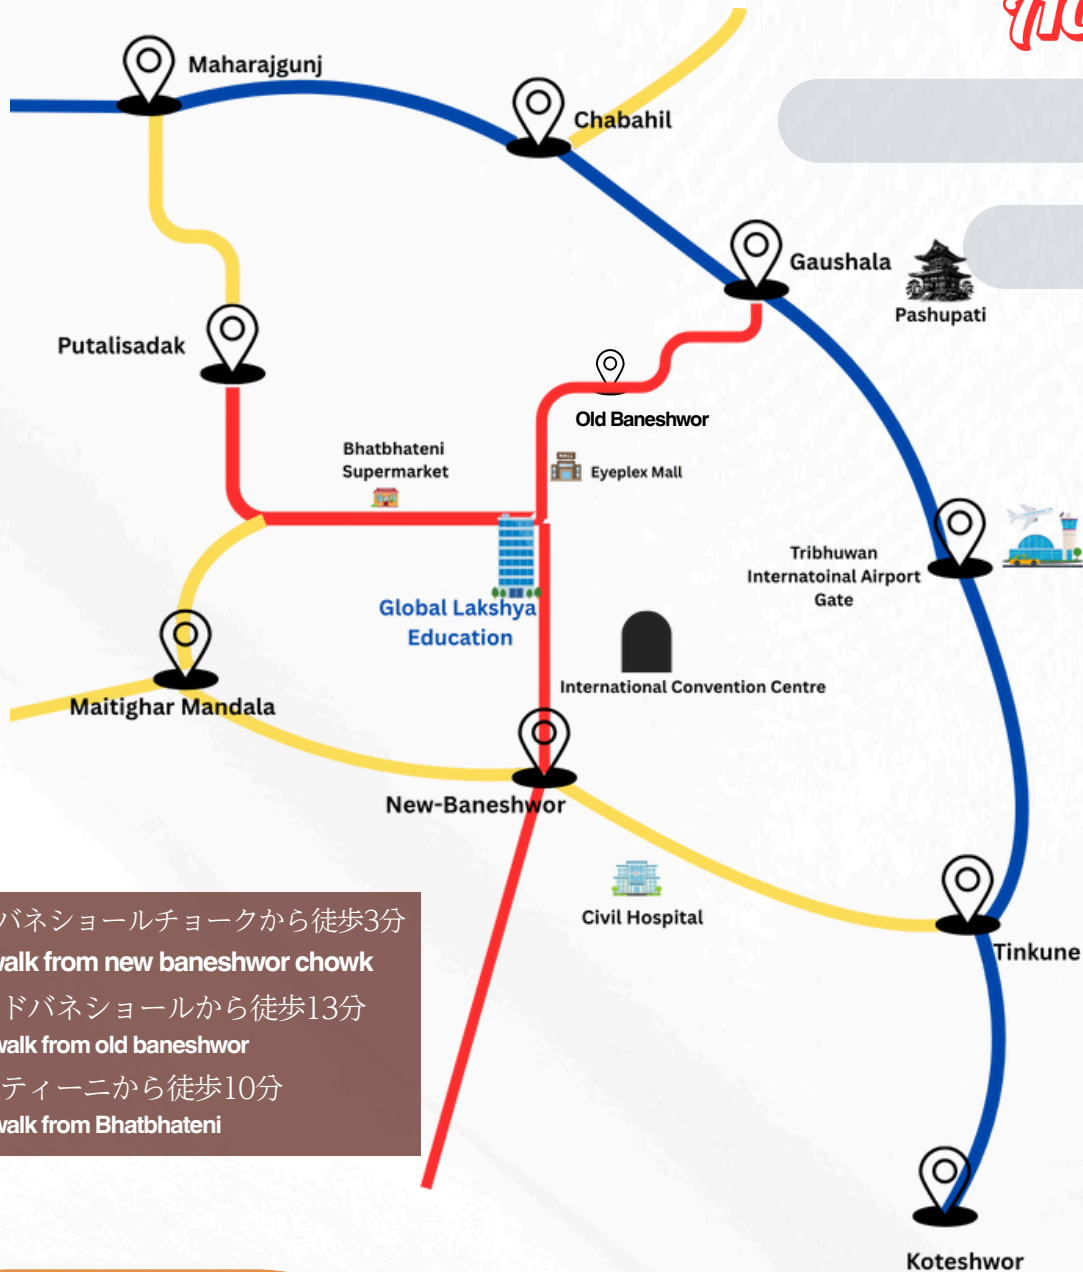 Maharajgunj
Chabahil
Gaushala
Pashupati
Putalisadak
Old Baneshwor
Bhatbhateni
Supermarket
Eyeplex Mall
Tribhuwan
Internatoinal Airport
Gate
Global Lakshya
Education
International Convention Centre
Maitighar Mandala
New-Baneshwor
Civil Hospital
Tinkune
バネショールチョークから徒歩3分
walk from new baneshwor chowk
ドバネショールから徒歩13分
walk from old baneshwor
ティーニから徒歩10分
walk from Bhatbhateni
Koteshwor